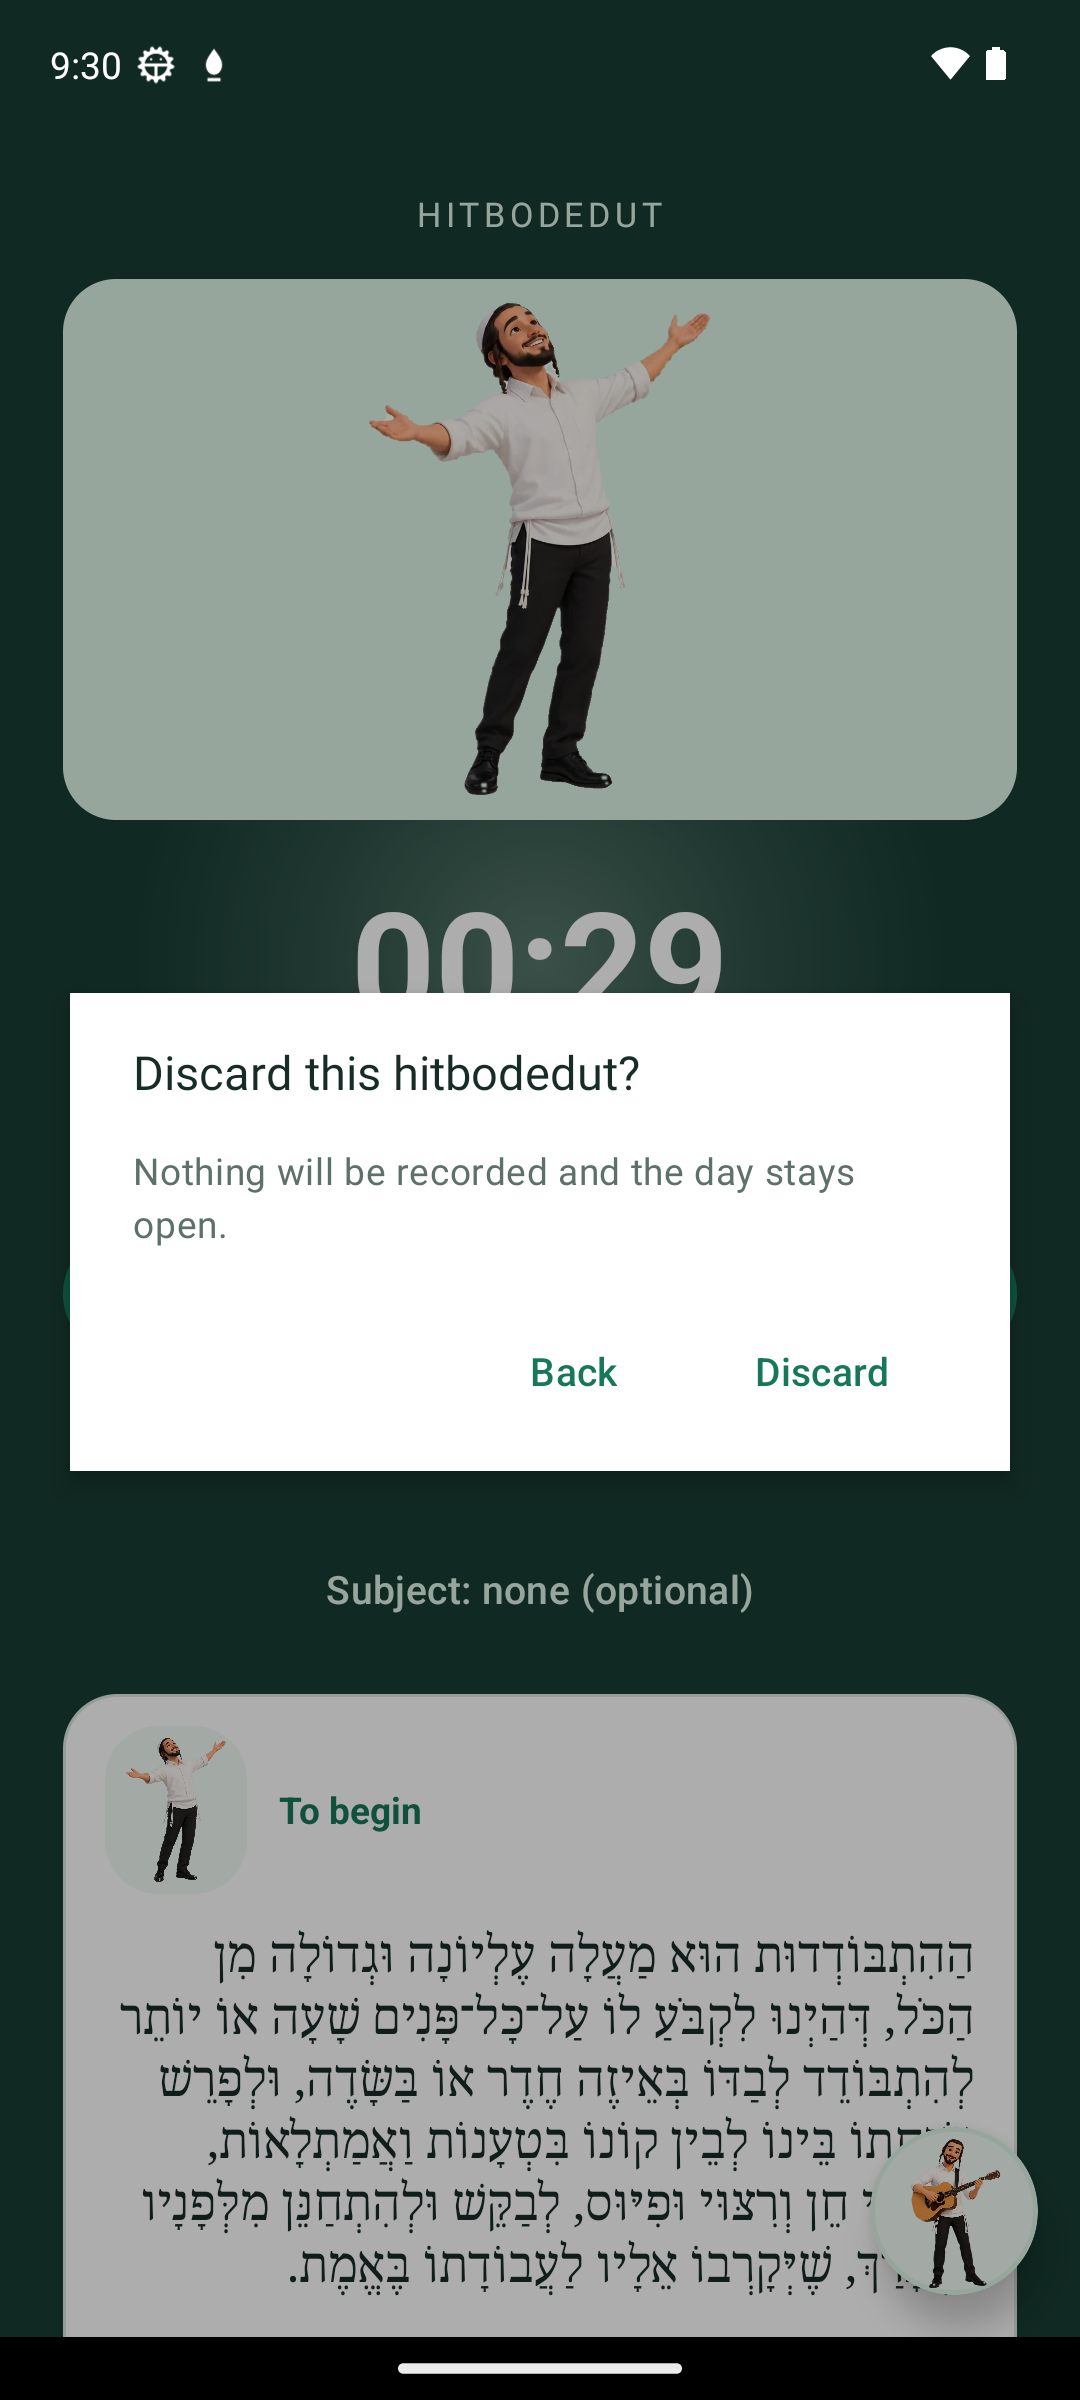 9:30
HITBODEDUT
00:29
Discard this hitbodedut?
Nothing will be recorded and the day stays
open.
Back
Discard
Subject: none (optional)
To begin
הַהִתְבּוֹדְדוּת הוּא מַעֲלָה עֶלְיוֹנָה וּגְדוֹלָה מִן
הַכֹּל, דְּהַיְנוּ לִקְבֹּעַ לוֹ עַל־כָּל־פָּנִים שָׁעָה אוֹ יוֹתֵר
לְהִתְבּוֹדֵד לְבַדּוֹ בְּאֵיזֶה חֶדֶר אוֹ בַּשָּׂדֶה, וּלְפָרֵשׁ
בֵּינוֹ לְבֵין קוֹנוֹ בִּטְעָנוֹת וַאֲמַתְלָאוֹת,
חֵן וְרִצּוּי וּפִיּוּס, לְבַקֵּשׁ וּלְהִתְחַנֵּן מִלְּפָנָיו
שֶׁיְּקָרְבוֹ אֵלָיו לַעֲבוֹדָתוֹ בֶּאֱמֶת.